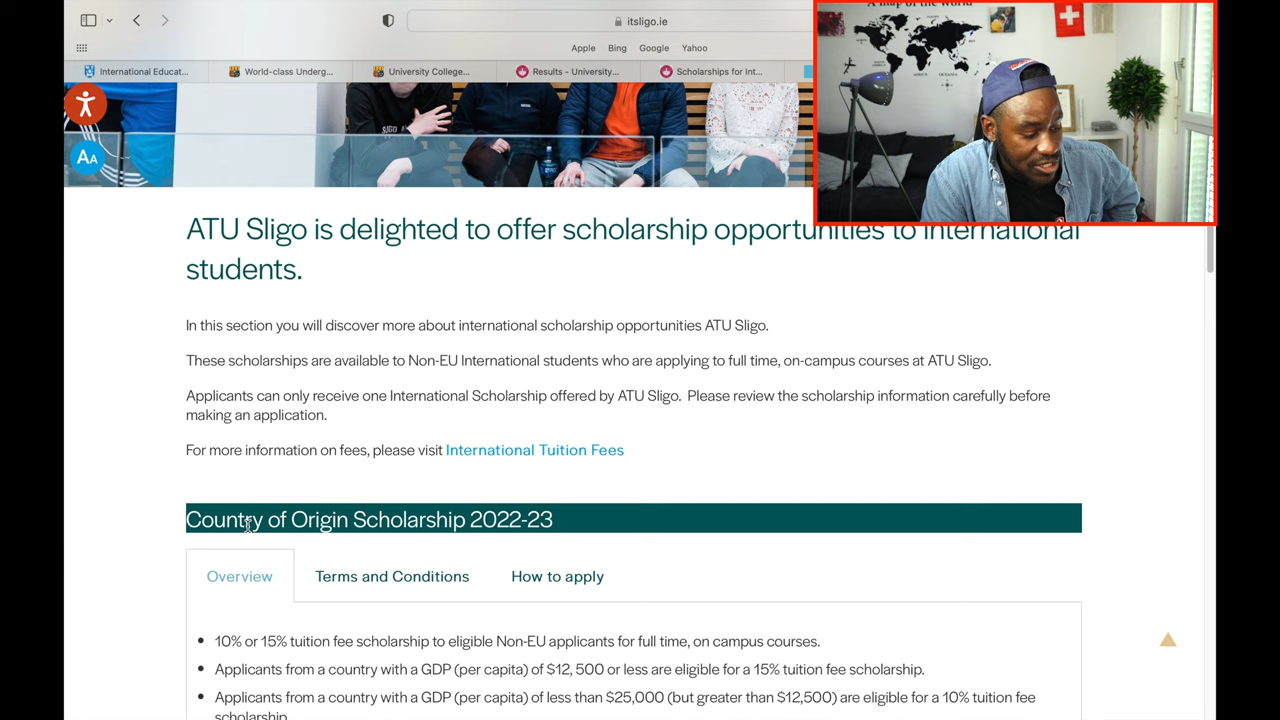 itsligo.ie
Apple Bing Google Yahoo
International Educat... World-class Underg... University College... Results - University... Scholarships for Int...
SLIGO
AA
ATU Sligo is delighted to offer scholarship opportunities to international
students.
In this section you will discover more about international scholarship opportunities ATU Sligo.
These scholarships are available to Non-EU International students who are applying to full time, on-campus courses at ATU Sligo.
Applicants can only receive one International Scholarship offered by ATU Sligo. Please review the scholarship information carefully before
making an application.
For more information on fees, please visit International Tuition Fees
Country of Origin Scholarship 2022-23
Overview Terms and Conditions How to apply
10% or 15% tuition fee scholarship to eligible Non-EU applicants for full time, on campus courses.
Applicants from a country with a GDP (per capita) of $12, 500 or less are eligible for a 15% tuition fee scholarship.
Applicants from a country with a GDP (per capita) of less than $25,000 (but greater than $12,500) are eligible for a 10% tuition fee
scholarship.